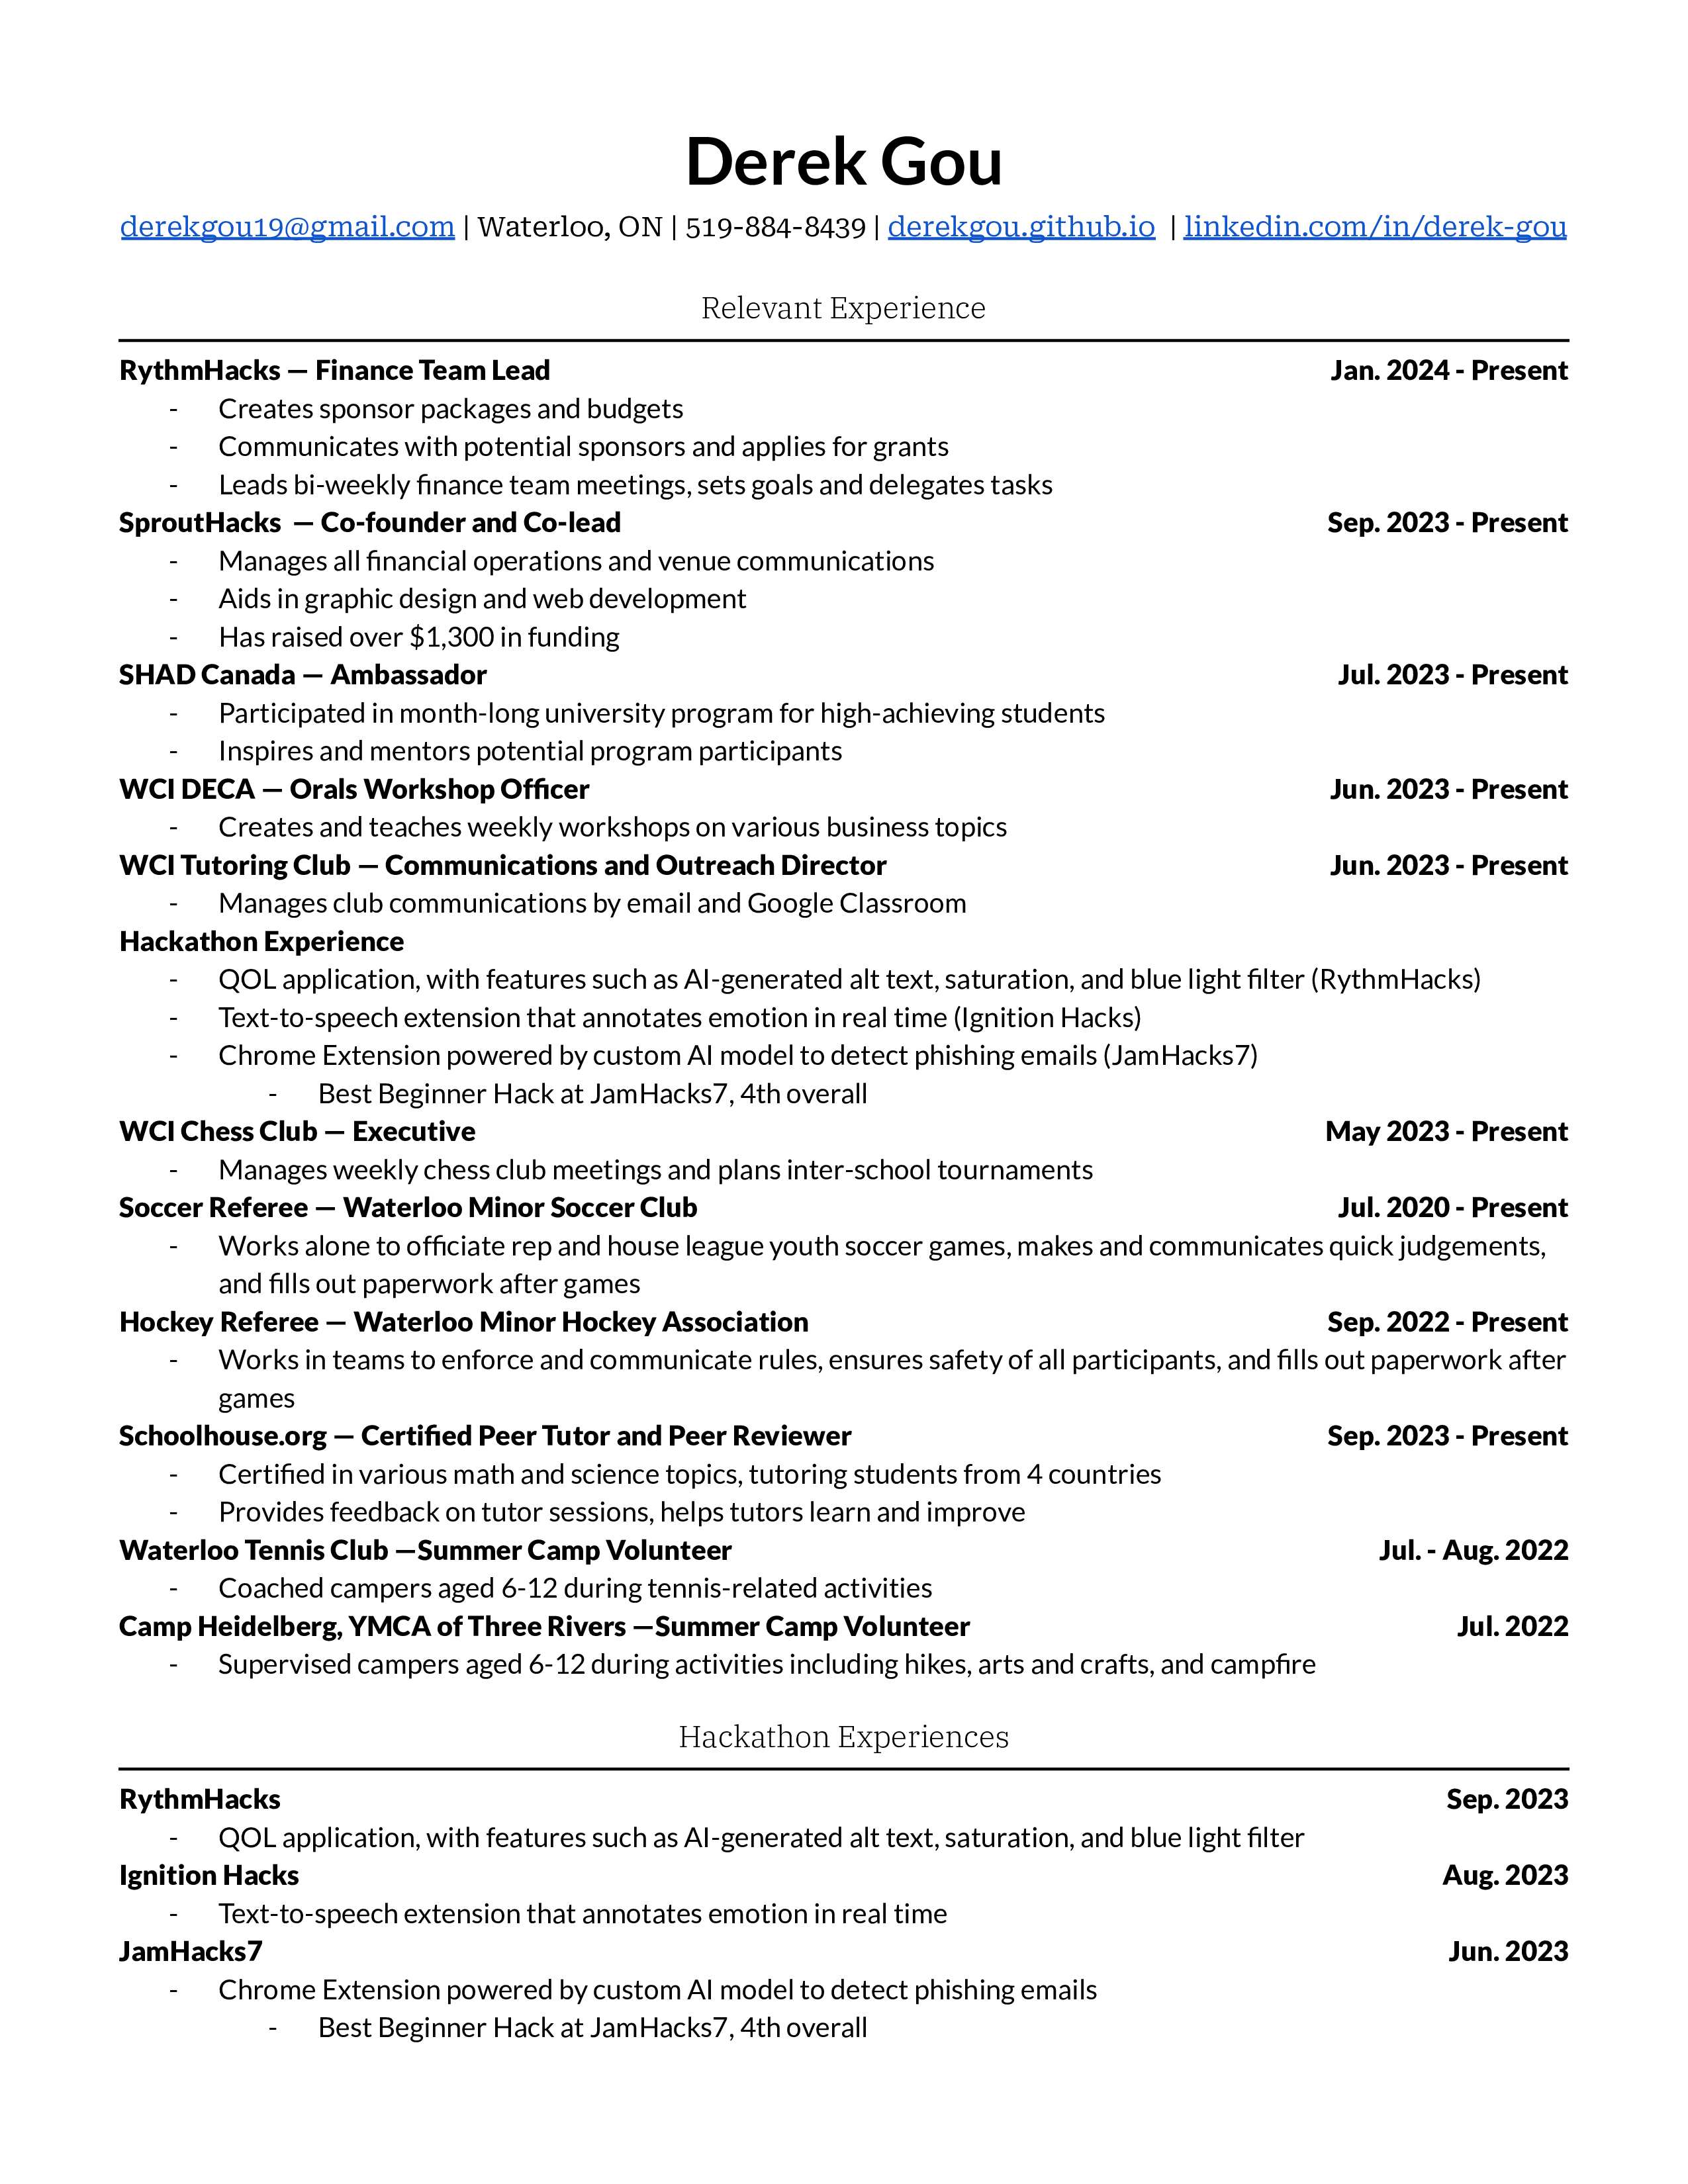 Derek Gou
derekgou19@gmail.com | Waterloo, ON | 519-884-8439 | derekgou.github.io | linkedin.com/in/derek-gou
Relevant Experience
RythmHacks — Finance Team Lead Jan. 2024 - Present
- Creates sponsor packages and budgets
- Communicates with potential sponsors and applies for grants
- Leads bi-weekly finance team meetings, sets goals and delegates tasks
SproutHacks — Co-founder and Co-lead Sep. 2023 - Present
- Manages all financial operations and venue communications
- Aids in graphic design and web development
- Has raised over $1,300 in funding
SHAD Canada — Ambassador Jul. 2023 - Present
- Participated in month-long university program for high-achieving students
- Inspires and mentors potential program participants
WCI DECA — Orals Workshop Officer Jun. 2023 - Present
- Creates and teaches weekly workshops on various business topics
WCI Tutoring Club — Communications and Outreach Director Jun. 2023 - Present
- Manages club communications by email and Google Classroom
Hackathon Experience
- QOL application, with features such as AI-generated alt text, saturation, and blue light filter (RythmHacks)
- Text-to-speech extension that annotates emotion in real time (Ignition Hacks)
- Chrome Extension powered by custom AI model to detect phishing emails (JamHacks7)
- Best Beginner Hack at JamHacks7, 4th overall
WCI Chess Club — Executive May 2023 - Present
- Manages weekly chess club meetings and plans inter-school tournaments
Soccer Referee — Waterloo Minor Soccer Club Jul. 2020 - Present
- Works alone to officiate rep and house league youth soccer games, makes and communicates quick judgements,
and fills out paperwork after games
Hockey Referee — Waterloo Minor Hockey Association Sep. 2022 - Present
- Works in teams to enforce and communicate rules, ensures safety of all participants, and fills out paperwork after
games
Schoolhouse.org — Certified Peer Tutor and Peer Reviewer Sep. 2023 - Present
- Certified in various math and science topics, tutoring students from 4 countries
- Provides feedback on tutor sessions, helps tutors learn and improve
Waterloo Tennis Club —Summer Camp Volunteer Jul. - Aug. 2022
- Coached campers aged 6-12 during tennis-related activities
Camp Heidelberg, YMCA of Three Rivers —Summer Camp Volunteer Jul. 2022
- Supervised campers aged 6-12 during activities including hikes, arts and crafts, and campfire
Hackathon Experiences
RythmHacks Sep. 2023
- QOL application, with features such as AI-generated alt text, saturation, and blue light filter
Ignition Hacks Aug. 2023
- Text-to-speech extension that annotates emotion in real time
JamHacks7 Jun. 2023
- Chrome Extension powered by custom AI model to detect phishing emails
- Best Beginner Hack at JamHacks7, 4th overall